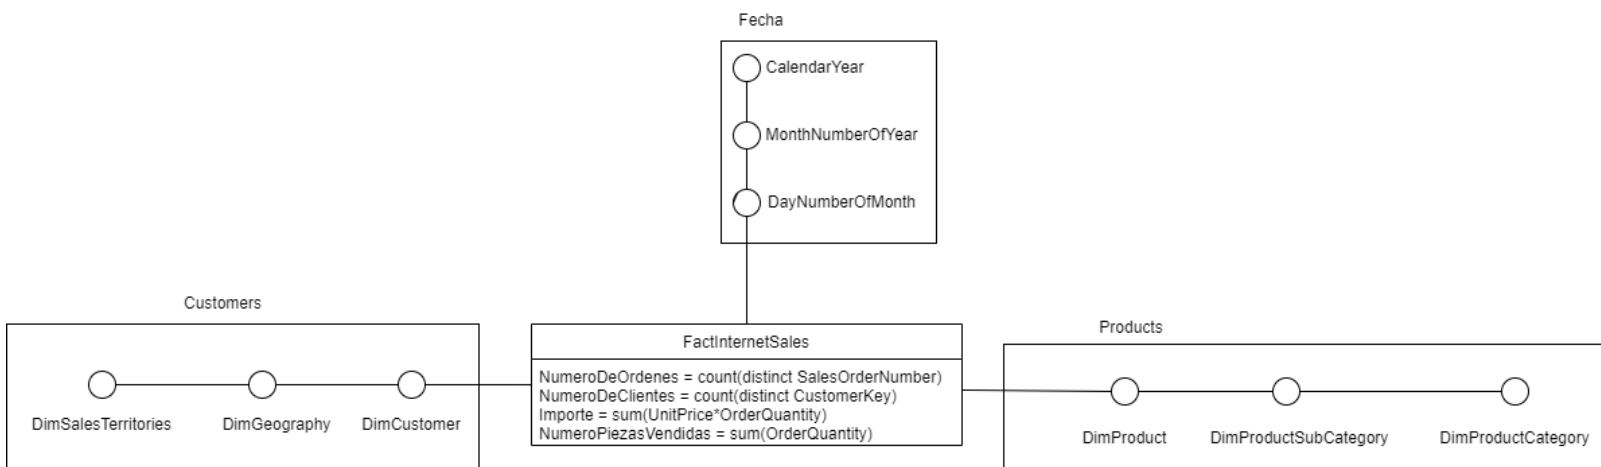 Fecha
CalendarYear
MonthNumberOfYear
DayNumberOfMonth
Customers
DimSalesTerritories
DimGeography
DimCustomer
FactInternetSales
NumeroDeOrdenes = count(distinct SalesOrderNumber)
NumeroDeClientes = count(distinct CustomerKey)
Importe = sum(UnitPrice*OrderQuantity)
NumeroPiezasVendidas = sum(OrderQuantity)
Products
DimProduct
DimProductSubCategory
DimProductCategory